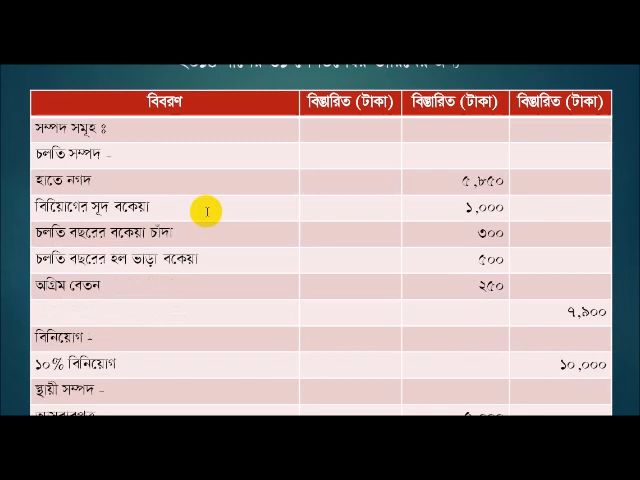 বিবরণ বিস্তারিত (টাকা) বিস্তারিত (টাকা) বিস্তারিত (টাকা)
সম্পদ সমূহ ঃ
চলতি সম্পদ -
হাতে নগদ ৫,৮৫০
বিয়োগের সূদ বকেয়া ১,০০০
চলতি বছরের বকেয়া চাঁদা ৩০০
চলতি বছরের হল ভাড়া বকেয়া ৫০০
অগ্রিম বেতন ২৫০
৭,৯০০
বিনিয়োগ -
১০% বিনিয়োগ ১০,০০০
স্থায়ী সম্পদ -